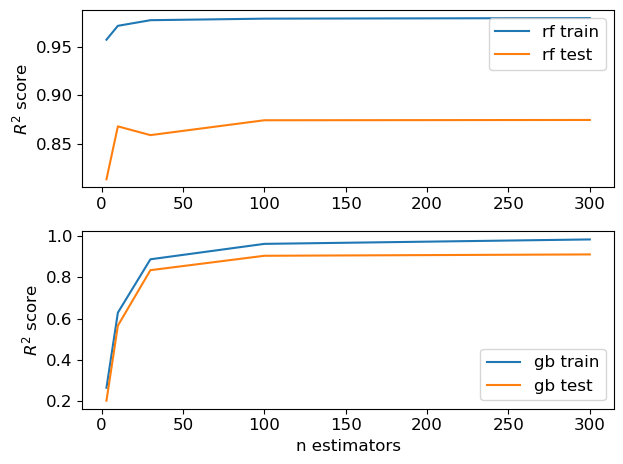 0.95
0.90
0.85
R² score
rf train
rf test
0 50 100 150 200 250 300
1.0
0.8
0.6
0.4
0.2
R² score
gb train
gb test
0 50 100 150 200 250 300
n estimators